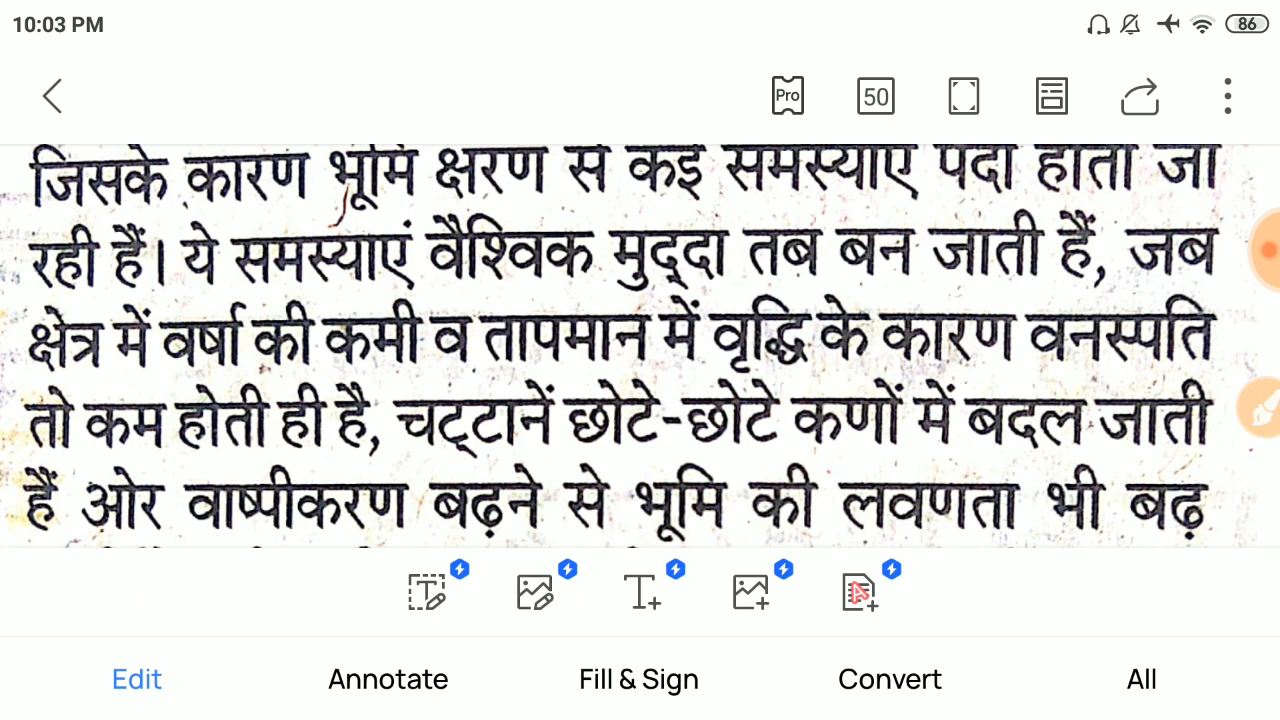 10:03 PM
86
Pro
50
जिसके कारण भूमि क्षरण से कई समस्याएं पैदा होती जा
रही हैं। ये समस्याएं वैश्विक मुद्दा तब बन जाती हैं, जब
क्षेत्र में वर्षा की कमी व तापमान में वृद्धि के कारण वनस्पति
तो कम होती ही है, चट्टानें छोटे-छोटे कणों में बदल जाती
हैं ओर वाष्पीकरण बढ़ने से भूमि की लवणता भी बढ़
Edit
Annotate
Fill & Sign
Convert
All